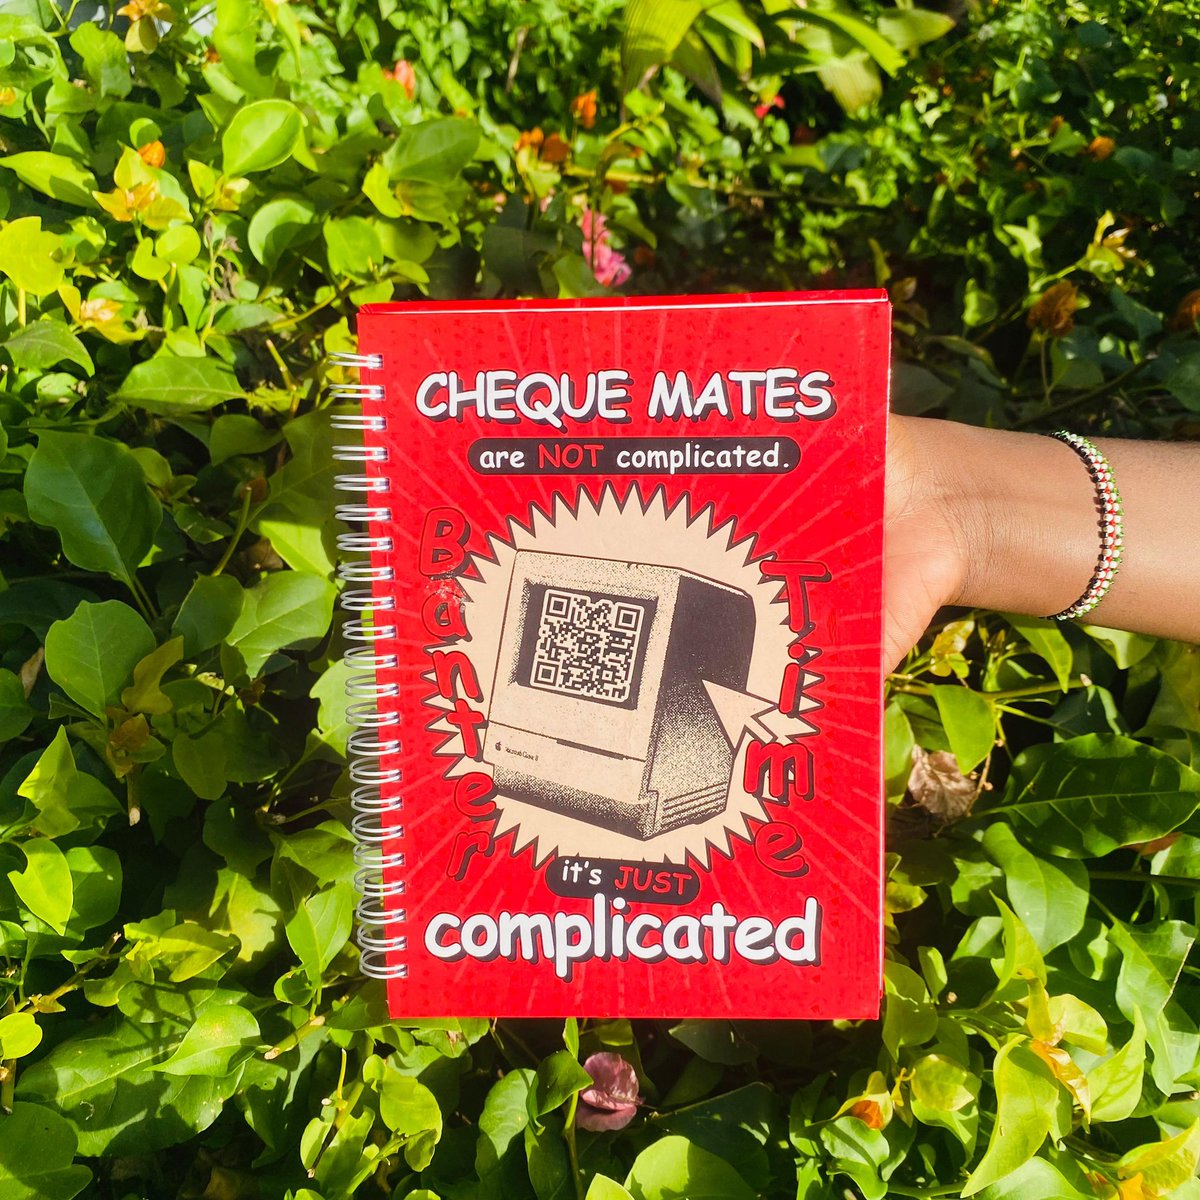 CHEQUE MATES
are NOT complicated.
Banter
Time
it's JUST
complicated